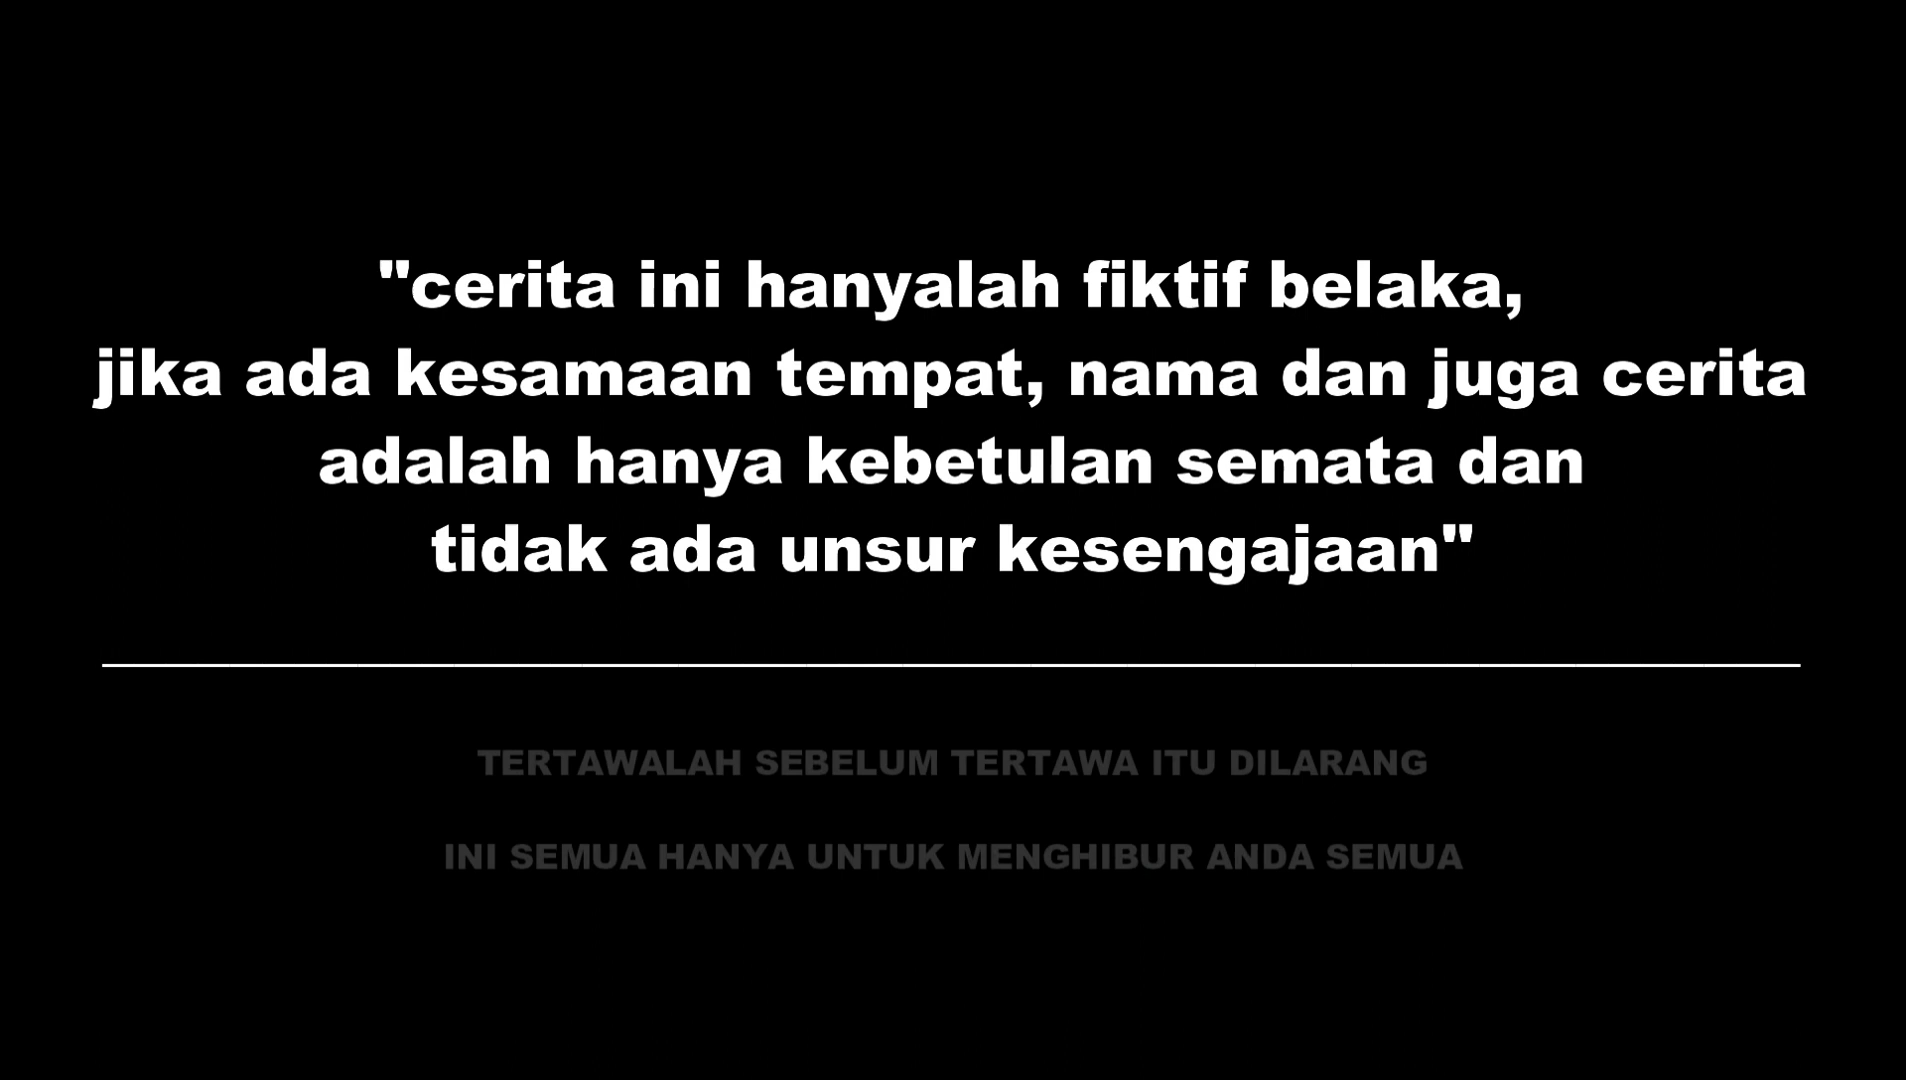 "cerita ini hanyalah fiktif belaka,
jika ada kesamaan tempat, nama dan juga cerita
adalah hanya kebetulan semata dan
tidak ada unsur kesengajaan"
TERTAWALAH SEBELUM TERTAWA ITU DILARANG
INI SEMUA HANYA UNTUK MENGHIBUR ANDA SEMUA